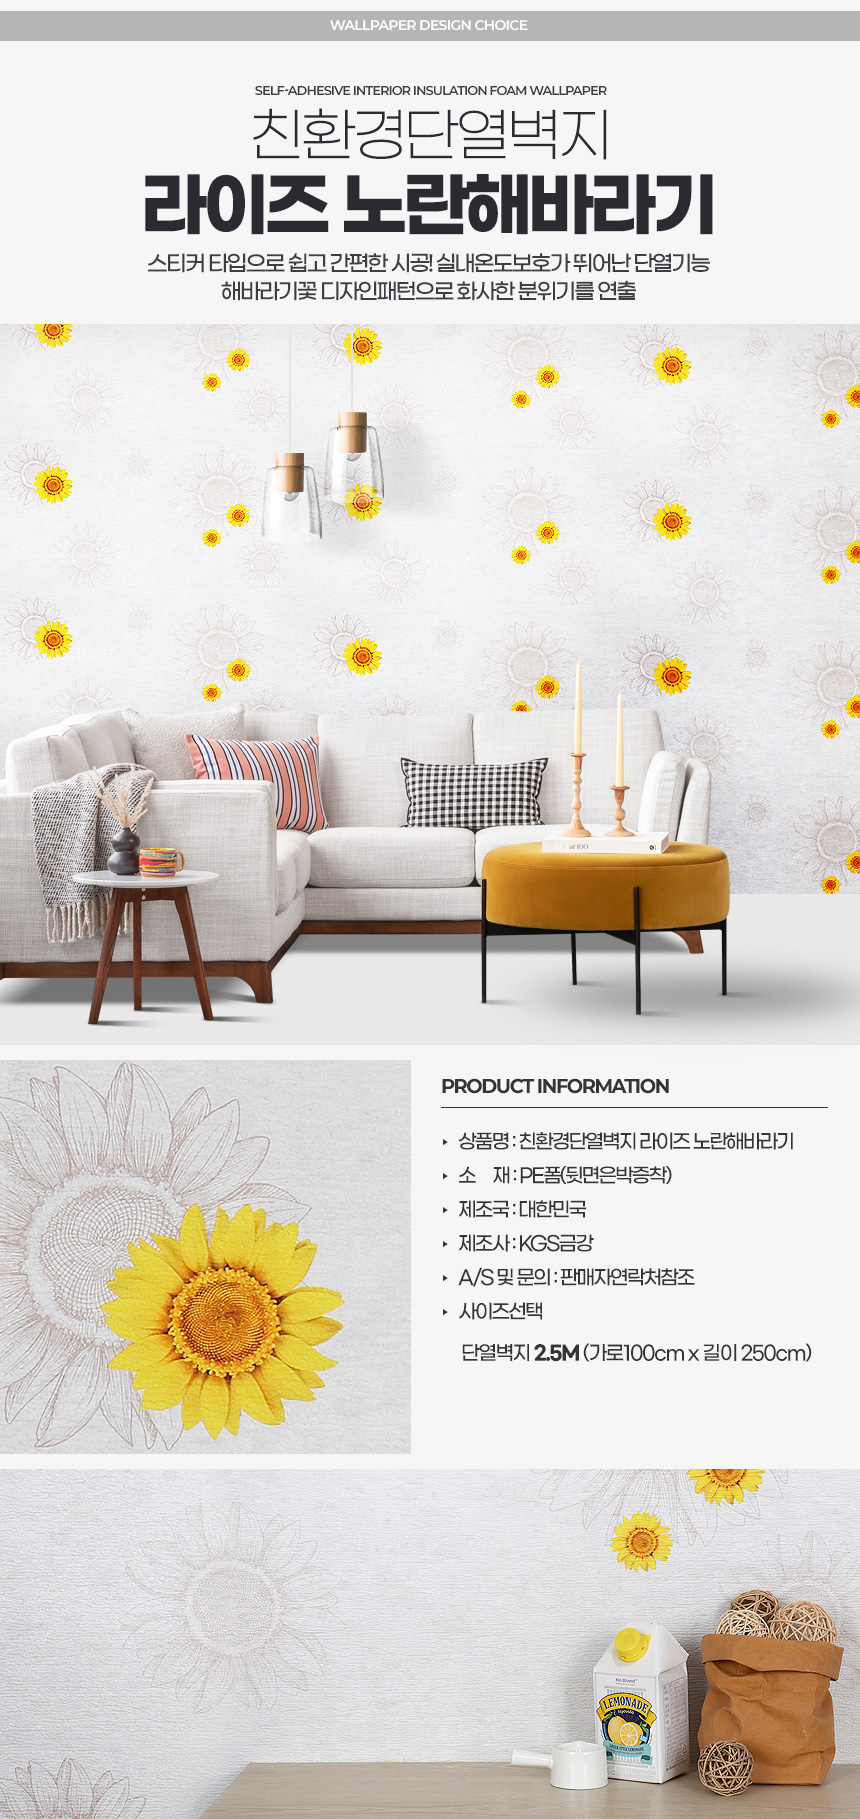 WALLPAPER DESIGN CHOICE
SELF-ADHESIVE INTERIOR INSULATION FOAM WALLPAPER
친환경단열벽지
라이즈 노란해바라기
스티커 타입으로 쉽고 간편한 시공! 실내온도보호가 뛰어난 단열기능
해바라기꽃 디자인패턴으로 화사한 분위기를 연출
at 100
PRODUCT INFORMATION
상품명 : 친환경단열벽지 라이즈 노란해바라기
소 재 : PE폼(뒷면은박증착)
제조국 : 대한민국
제조사 : KGS금강
A/S 및 문의 : 판매자연락처참조
사이즈선택
단열벽지 2.5M (가로100cm x 길이 250cm)
No Brand
LEMONADE